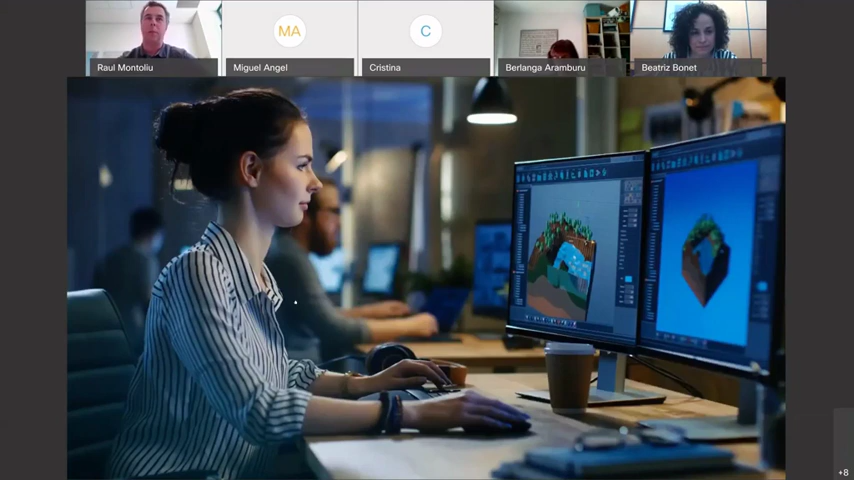 MA
C
Raul Montoliu
Miguel Angel
Cristina
Berlanga Aramburu
Beatriz Bonet
+8